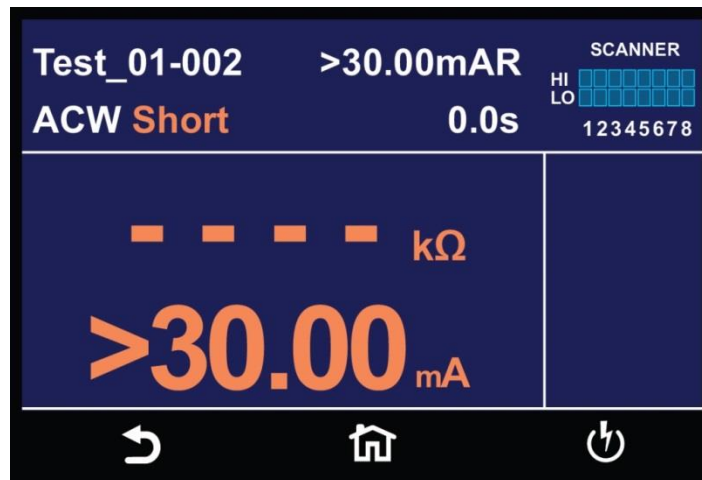 Test_01-002 >30.00mAR
ACW Short 0.0s
SCANNER
HI
LO
12345678
- - - - kΩ
>30.00 mA